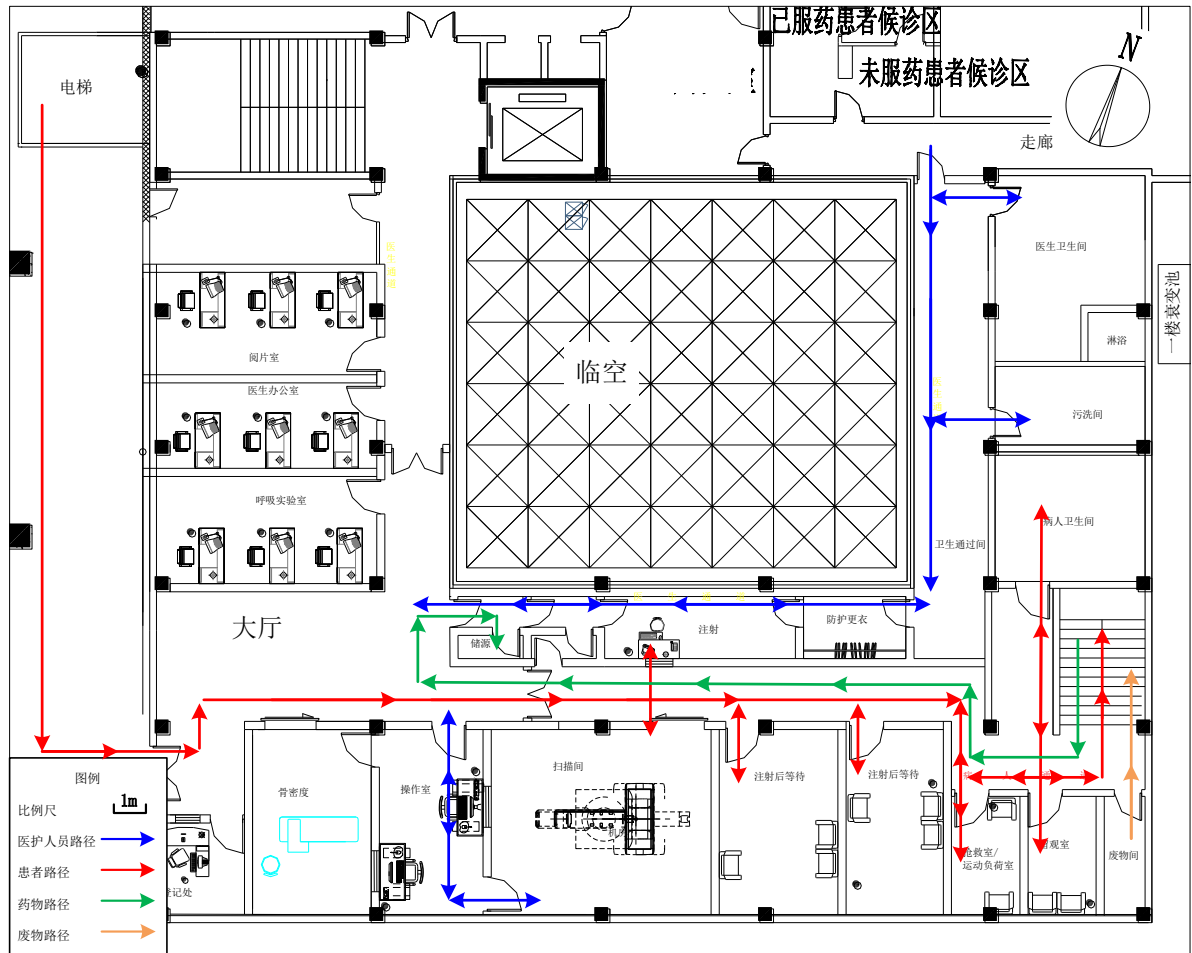 已服药患者候诊区
未服药患者候诊区
N
走廊
电梯
医生卫生间
一楼衰变池
淋浴
阅片室
临空
医生办公室
污洗间
呼吸实验室
病人卫生间
卫生通过间
大厅
防护更衣
注射
储源
图例
比例尺
1m
医护人员路径
患者路径
药物路径
废物路径
骨密度
操作室
扫描间
注射后等待
注射后等待
抢救室/
运动负荷室
留观室
废物间
登记处